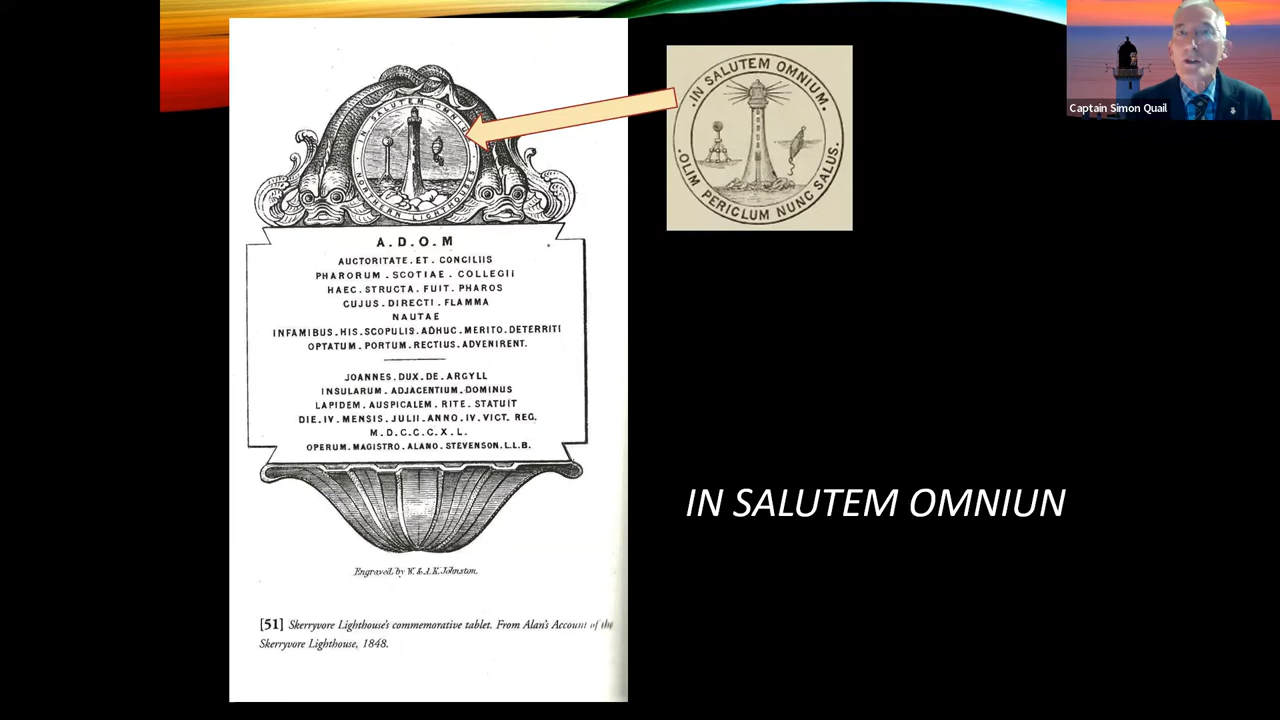 IN SALUTEM OMNIUM
NORTHERN LIGHTHOUSES
A.D.O.M
AUCTORITATE.ET.CONCILIIS
PHARORUM.SCOTIAE.COLLEGII
HAEC.STRUCTA.FUIT.PHAROS
CUJUS.DIRECTI.FLAMMA
NAUTAE
INFAMIBUS.HIS.SCOPULIS.ADHUC.MERITO.DETERRITI
OPTATUM.PORTUM.RECTIUS.ADVENIRENT.
JOANNES.DUX.DE.ARGYLL
INSULARUM.ADJACENTIUM.DOMINUS
LAPIDEM.AUSPICALEM.RITE.STATUIT
DIE.IV.MENSIS.JULII.ANNO.IV.VICT.REG.
M.D.C.C.C.X.L.
OPERUM.MAGISTRO.ALANO.STEVENSON.L.L.B.
Engraved by W. & A.K. Johnston.
[51] Skerryvore Lighthouse's commemorative tablet. From Alan's Account of the
Skerryvore Lighthouse, 1848.
.IN SALUTEM OMNIUM.
.OLIM PERICLUM NUNC SALUS.
IN SALUTEM OMNIUN
Captain Simon Quail